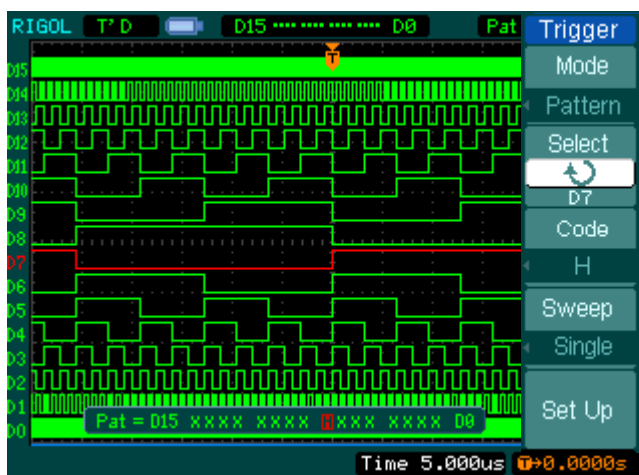 RIGOL T'D D15 ···· ···· ···· ···· D0 Pat
Trigger
Mode
Pattern
Select
D7
Code
H
Sweep
Single
Set Up
T
D15
D14
D13
D12
D11
D10
D9
D8
D7
D6
D5
D4
D3
D2
D1
D0
Pat = D15 XXXX XXXX HXXX XXXX D0
Time 5.000us T→0.0000s